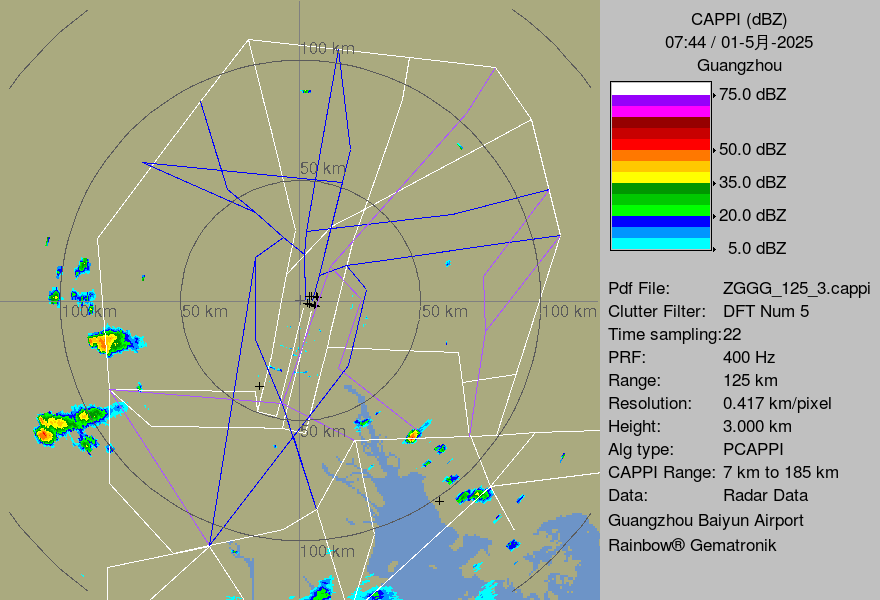 100 km
50 km
100 km
50 km
50 km
100 km
50 km
100 km
CAPPI (dBZ)
07:44 / 01-5月-2025
Guangzhou
75.0 dBZ
50.0 dBZ
35.0 dBZ
20.0 dBZ
5.0 dBZ
Pdf File: ZGGG_125_3.cappi
Clutter Filter: DFT Num 5
Time sampling:22
PRF: 400 Hz
Range: 125 km
Resolution: 0.417 km/pixel
Height: 3.000 km
Alg type: PCAPPI
CAPPI Range: 7 km to 185 km
Data: Radar Data
Guangzhou Baiyun Airport
Rainbow® Gematronik